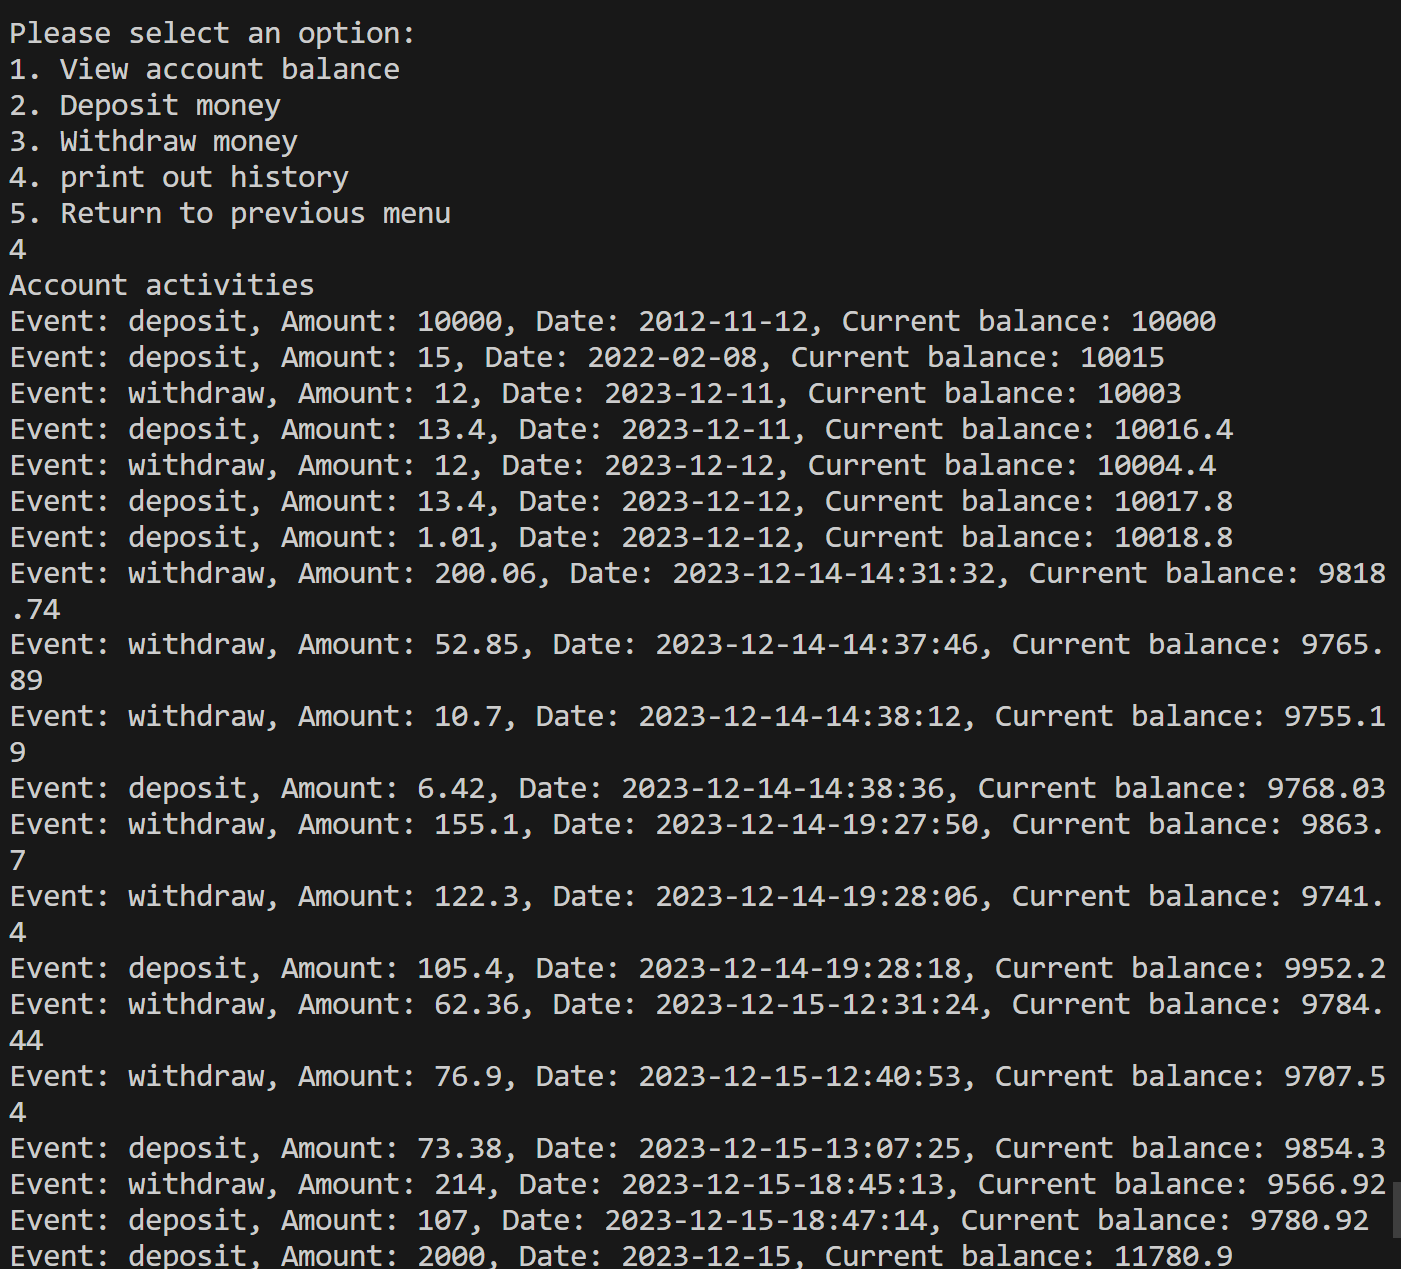 Please select an option:
1. View account balance
2. Deposit money
3. Withdraw money
4. print out history
5. Return to previous menu
4
Account activities
Event: deposit, Amount: 10000, Date: 2012-11-12, Current balance: 10000
Event: deposit, Amount: 15, Date: 2022-02-08, Current balance: 10015
Event: withdraw, Amount: 12, Date: 2023-12-11, Current balance: 10003
Event: deposit, Amount: 13.4, Date: 2023-12-11, Current balance: 10016.4
Event: withdraw, Amount: 12, Date: 2023-12-12, Current balance: 10004.4
Event: deposit, Amount: 13.4, Date: 2023-12-12, Current balance: 10017.8
Event: deposit, Amount: 1.01, Date: 2023-12-12, Current balance: 10018.8
Event: withdraw, Amount: 200.06, Date: 2023-12-14-14:31:32, Current balance: 9818
.74
Event: withdraw, Amount: 52.85, Date: 2023-12-14-14:37:46, Current balance: 9765.
89
Event: withdraw, Amount: 10.7, Date: 2023-12-14-14:38:12, Current balance: 9755.1
9
Event: deposit, Amount: 6.42, Date: 2023-12-14-14:38:36, Current balance: 9768.03
Event: withdraw, Amount: 155.1, Date: 2023-12-14-19:27:50, Current balance: 9863.
7
Event: withdraw, Amount: 122.3, Date: 2023-12-14-19:28:06, Current balance: 9741.
4
Event: deposit, Amount: 105.4, Date: 2023-12-14-19:28:18, Current balance: 9952.2
Event: withdraw, Amount: 62.36, Date: 2023-12-15-12:31:24, Current balance: 9784.
44
Event: withdraw, Amount: 76.9, Date: 2023-12-15-12:40:53, Current balance: 9707.5
4
Event: deposit, Amount: 73.38, Date: 2023-12-15-13:07:25, Current balance: 9854.3
Event: withdraw, Amount: 214, Date: 2023-12-15-18:45:13, Current balance: 9566.92
Event: deposit, Amount: 107, Date: 2023-12-15-18:47:14, Current balance: 9780.92
Event: deposit, Amount: 2000, Date: 2023-12-15, Current balance: 11780.9